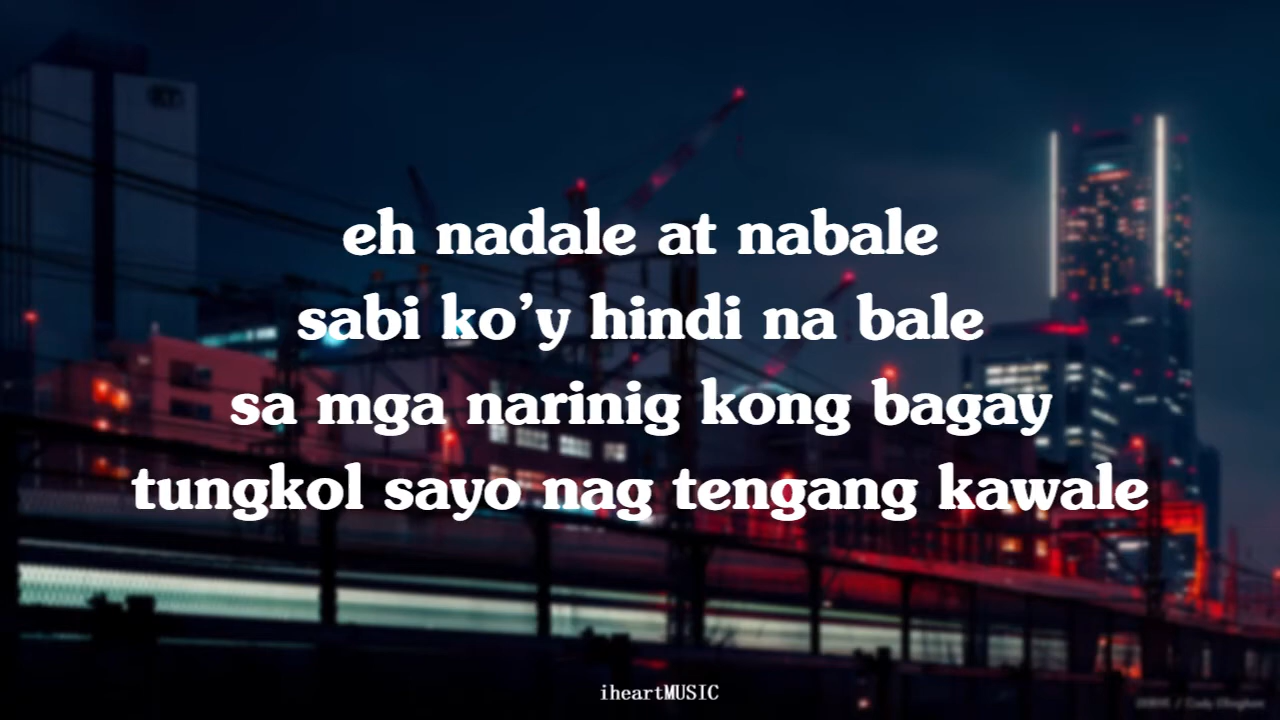 eh nadale at nabale
sabi ko’y hindi na bale
sa mga narinig kong bagay
tungkol sayo nag tengang kawale
iheartMUSIC